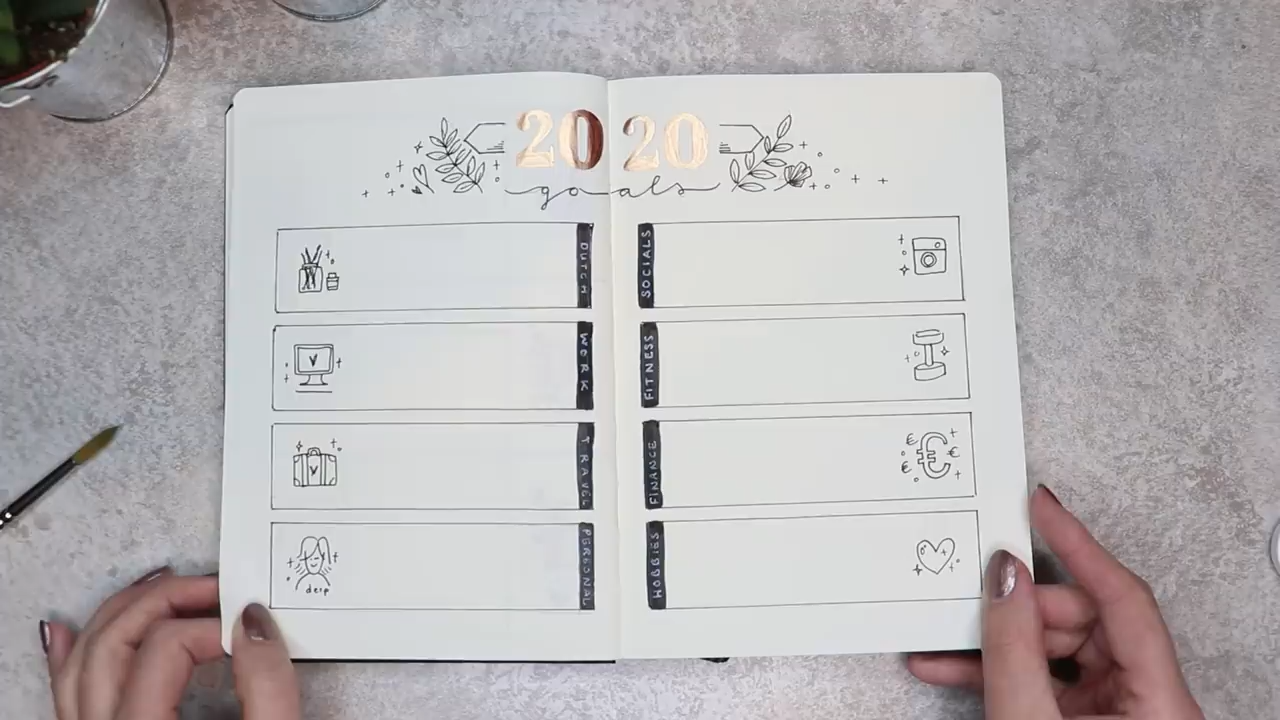 2020
goals
DUTCH
WORK
TRAVEL
PERSONAL
derp
SOCIALS
FITNESS
FINANCE
€ € € €
HOBBIES